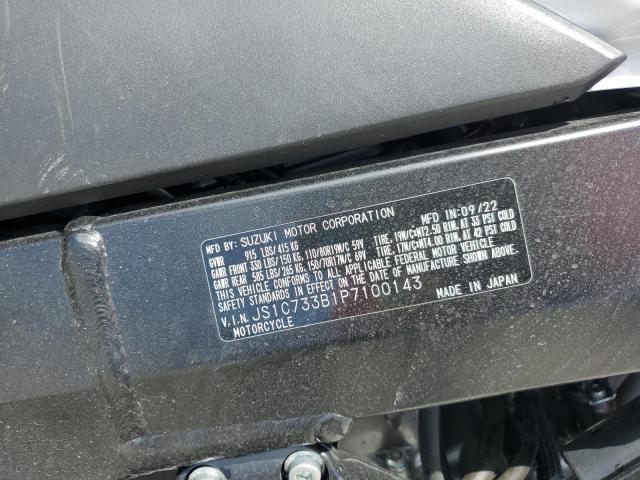 MFD BY: SUZUKI MOTOR CORPORATION MFD IN: 09/22
GVWR 915 LBS/415 KG
GAWR FRONT 330 LBS/150 KG, 110/80R19M/C 59V TIRE, 19M/C×MT2.50 RIM, AT 33 PSI COLD
GAWR REAR 585 LBS/265 KG, 150/70R17M/C 69V TIRE, 17M/C×MT4.00 RIM, AT 42 PSI COLD
THIS VEHICLE CONFORMS TO ALL APPLICABLE FEDERAL MOTOR VEHICLE
SAFETY STANDARDS IN EFFECT ON THE DATE OF MANUFACTURE SHOWN ABOVE.
V.I.N. JS1C733B1P7100143 MADE IN JAPAN
MOTORCYCLE